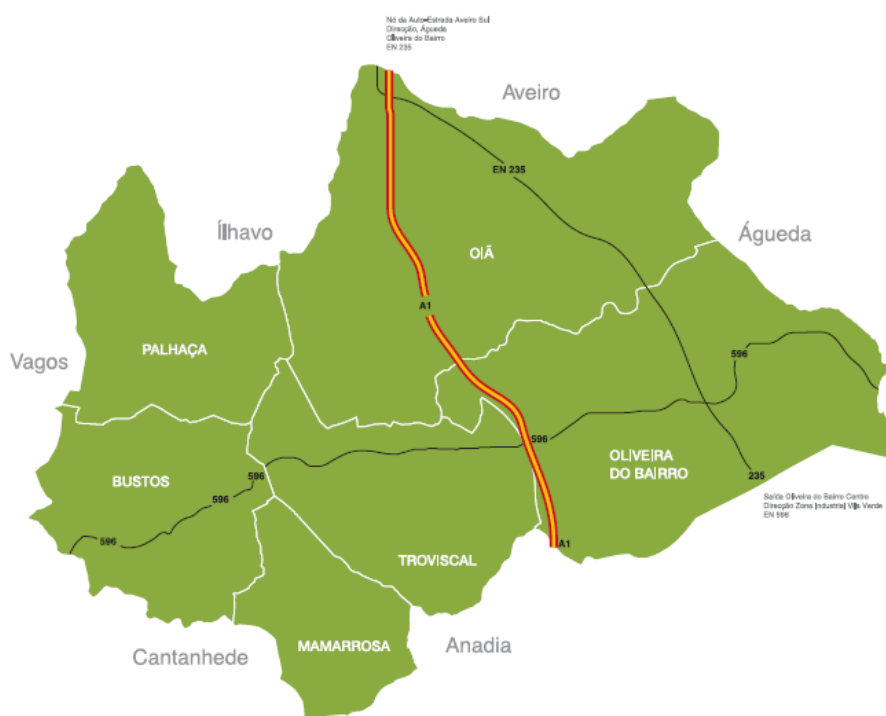 Nó da Auto-Estrada Aveiro Sul
Direcção, Águeda
Oliveira do Bairro
EN 235
Aveiro
EN 235
Ílhavo
Águeda
OIÃ
A1
Vagos
PALHAÇA
596
596
OLIVEIRA
DO BAIRRO
BUSTOS
596
596
235
Saída Oliveira do Bairro Centro
Direcção Zona Industrial Vila Verde
EN 596
596
A1
TROVISCAL
MAMARROSA
Anadia
Cantanhede